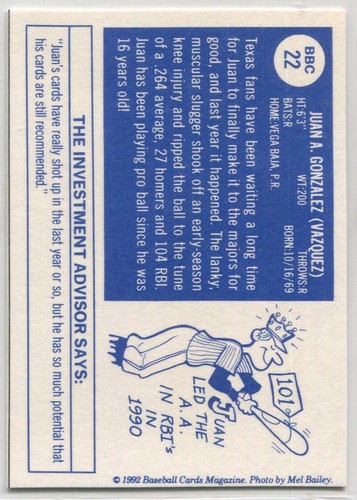 BBC
22
JUAN A. GONZALEZ (VAZQUEZ)
HT:6'3" WT:200 THROWS:R
BATS:R BORN:10/16/69
HOME:VEGA BAJA, P.R.
Texas fans have been waiting a long time
for Juan to finally make it to the majors for
good, and last year it happened. The lanky,
muscular slugger shook off an early-season
knee injury and ripped the ball to the tune
of a .264 average, 27 homers and 104 RBI.
Juan has been playing pro ball since he was
16 years old!
THE INVESTMENT ADVISOR SAYS:
"Juan's cards have really shot up in the last year or so, but he has so much potential that
his cards are still recommended."
101
JUAN
LED THE
A.A.
IN RBI's
IN
1990
© 1992 Baseball Cards Magazine. Photo by Mel Bailey.